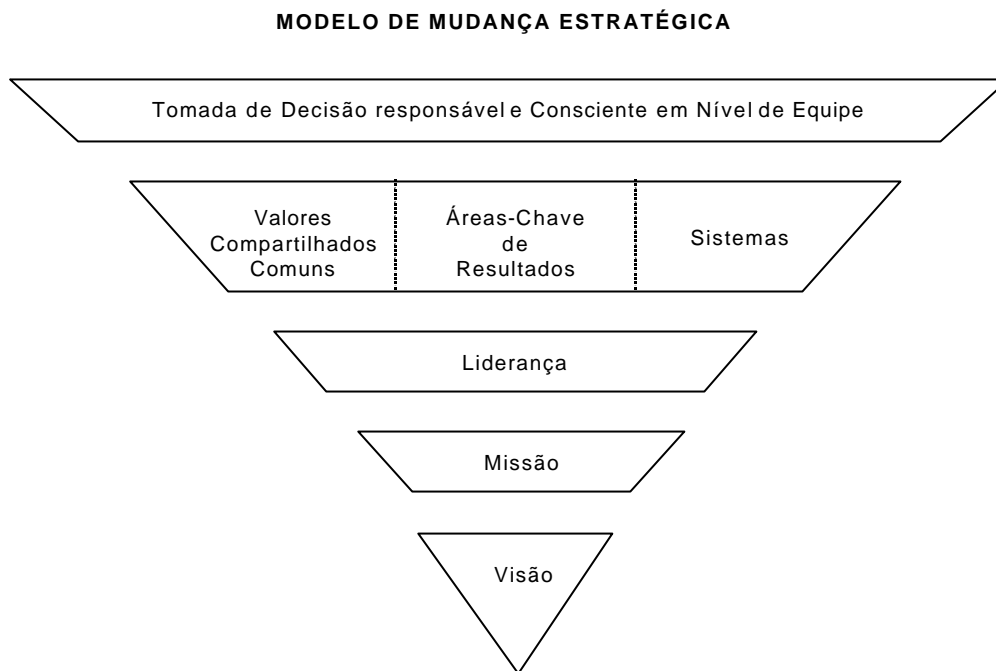 MODELO DE MUDANÇA ESTRATÉGICA
Tomada de Decisão responsável e Consciente em Nível de Equipe
Valores
Compartilhados
Comuns
Áreas-Chave
de
Resultados
Sistemas
Liderança
Missão
Visão